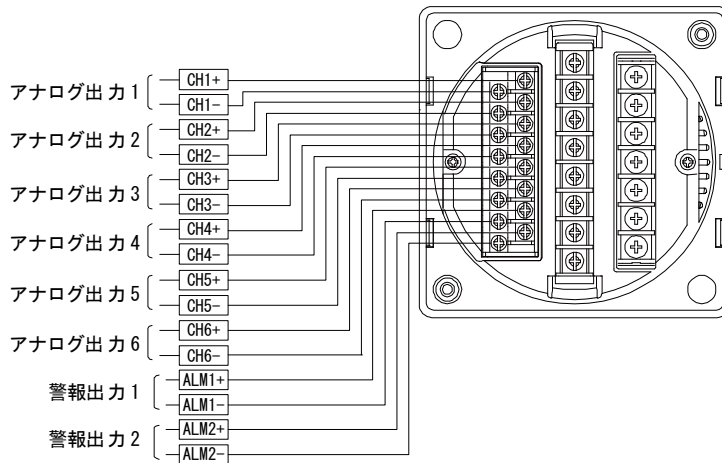 アナログ出力1
CH1+
CH1−
アナログ出力2
CH2+
CH2−
アナログ出力3
CH3+
CH3−
アナログ出力4
CH4+
CH4−
アナログ出力5
CH5+
CH5−
アナログ出力6
CH6+
CH6−
警報出力1
ALM1+
ALM1−
警報出力2
ALM2+
ALM2−